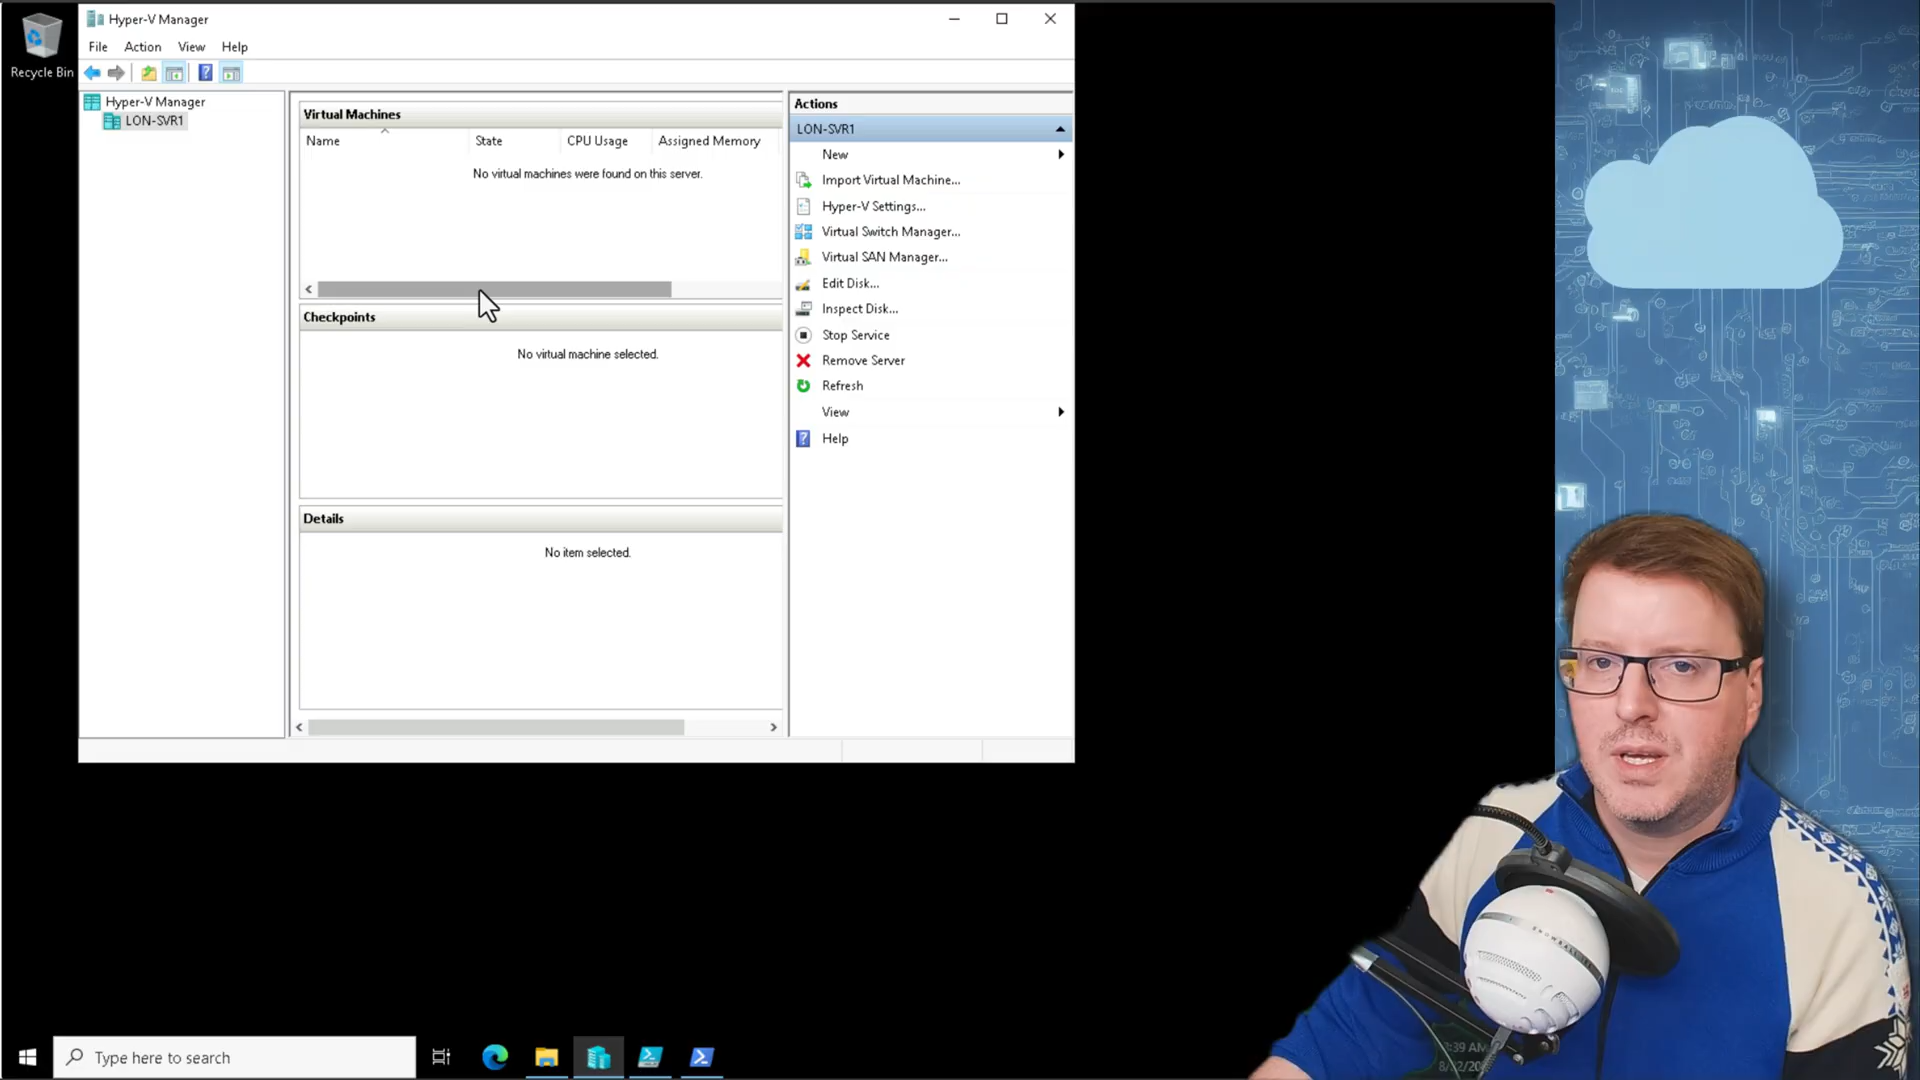 Recycle Bin
Hyper-V Manager
File Action View Help
Hyper-V Manager
LON-SVR1
Virtual Machines
Name State CPU Usage Assigned Memory
No virtual machines were found on this server.
Checkpoints
No virtual machine selected.
Details
No item selected.
Actions
LON-SVR1
New
Import Virtual Machine...
Hyper-V Settings...
Virtual Switch Manager...
Virtual SAN Manager...
Edit Disk...
Inspect Disk...
Stop Service
Remove Server
Refresh
View
Help
Type here to search